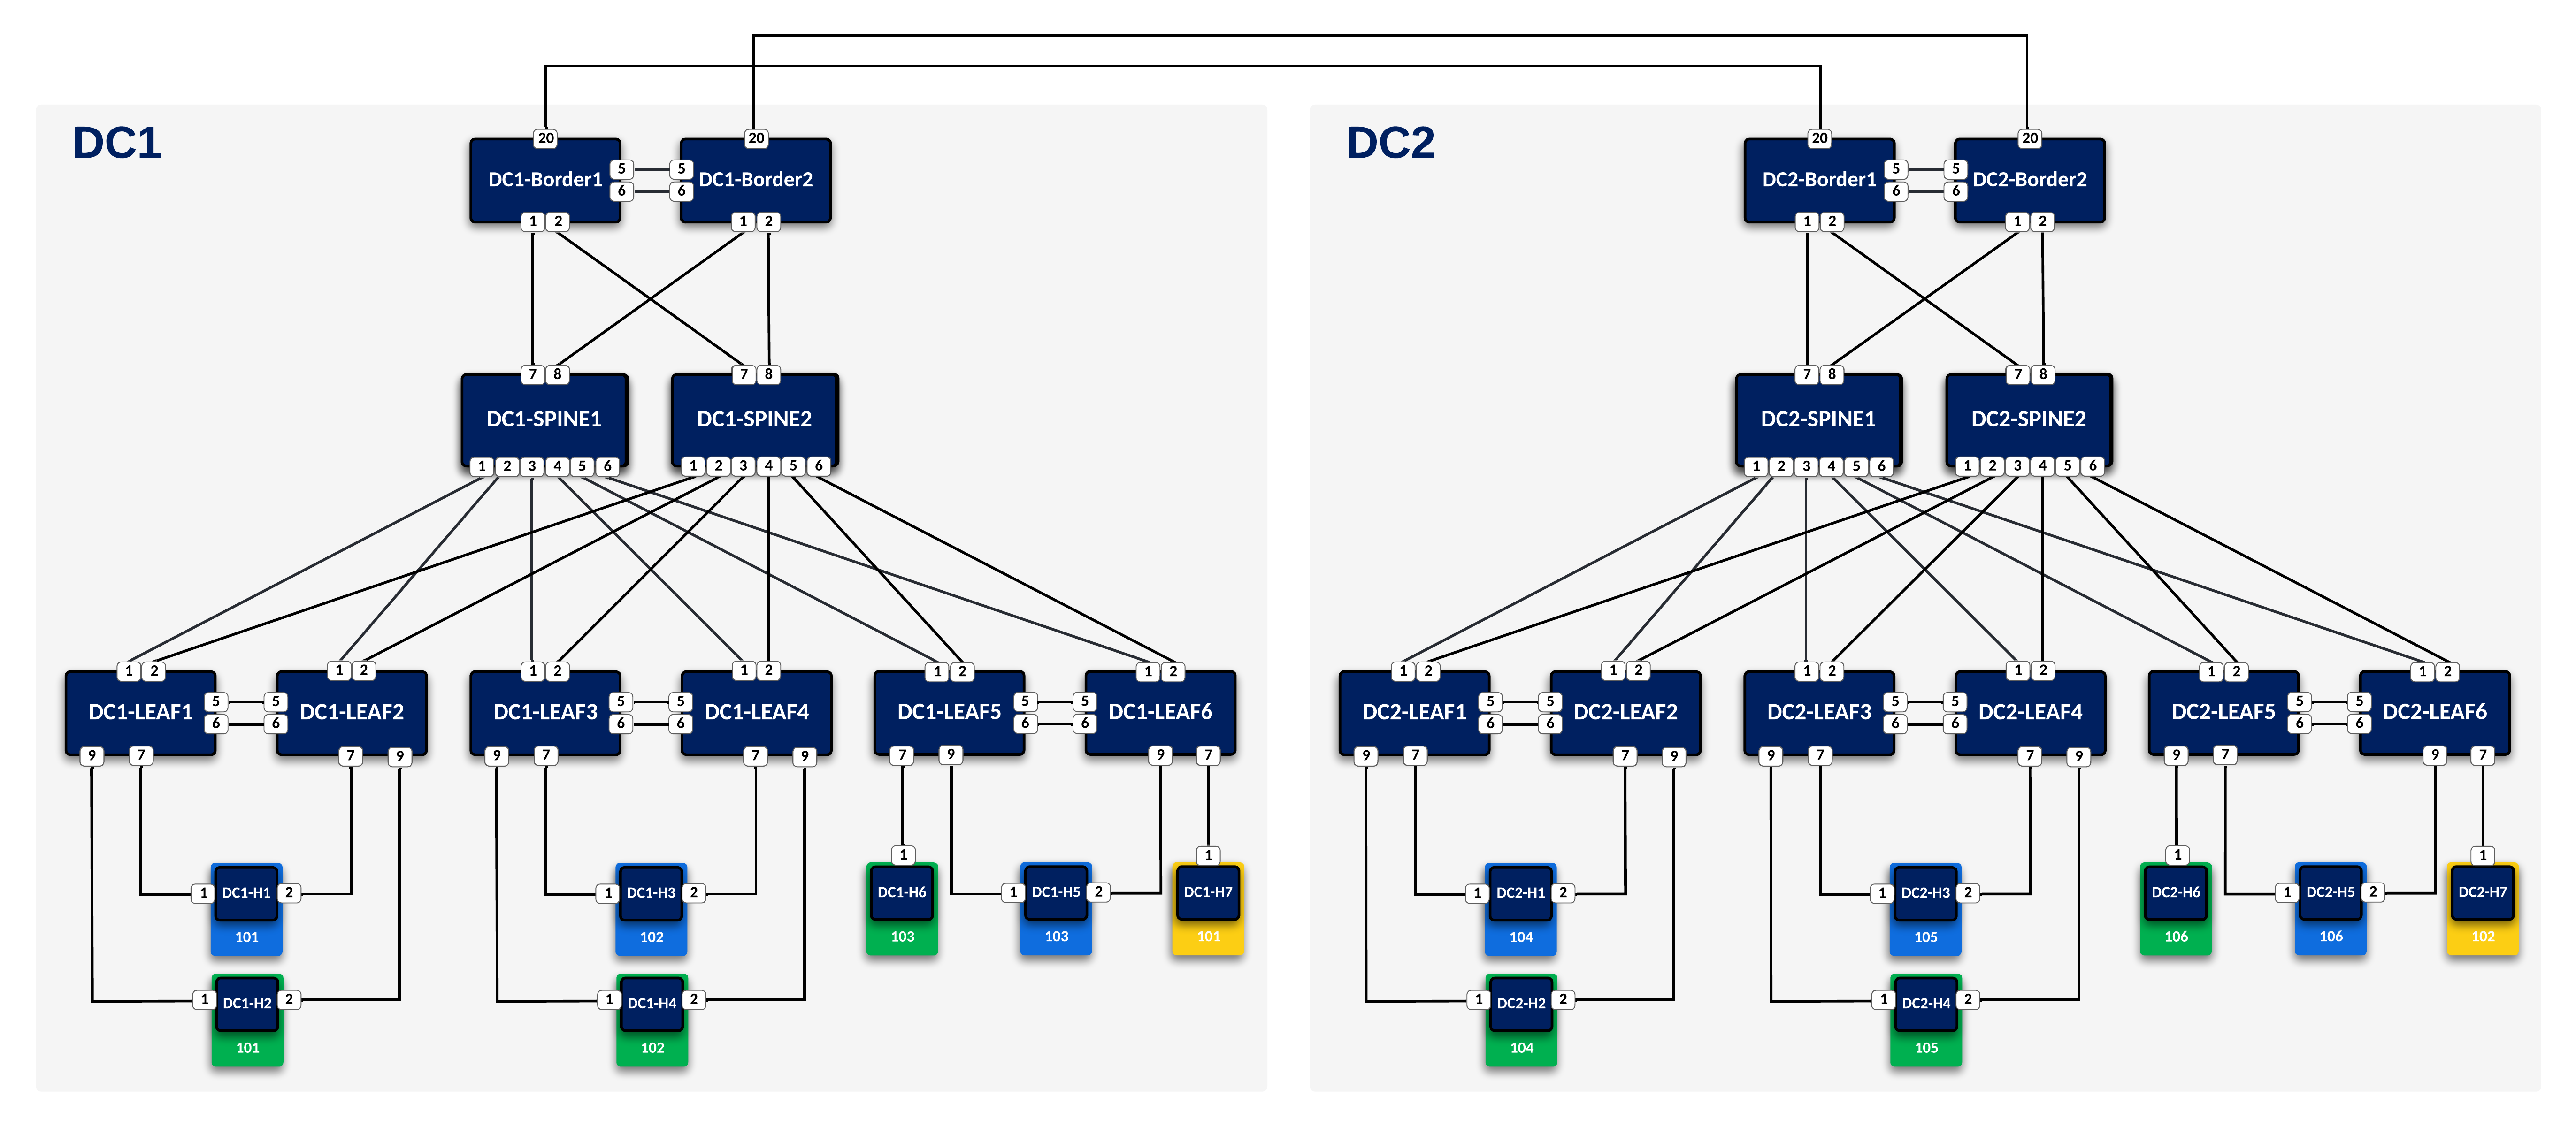 DC1
DC2
20 20
20 20
DC1-Border1 5 5 DC1-Border2
6 6
DC2-Border1 5 5 DC2-Border2
6 6
1 2 1 2
1 2 1 2
7 8 7 8
7 8 7 8
DC1-SPINE1 DC1-SPINE2
DC2-SPINE1 DC2-SPINE2
1 2 3 4 5 6 1 2 3 4 5 6
1 2 3 4 5 6 1 2 3 4 5 6
1 2 1 2 1 2 1 2 1 2 1 2
1 2 1 2 1 2 1 2 1 2 1 2
5 5 5 5 5 5
5 5 5 5 5 5
DC1-LEAF1 DC1-LEAF2 DC1-LEAF3 DC1-LEAF4 DC1-LEAF5 DC1-LEAF6
DC2-LEAF1 DC2-LEAF2 DC2-LEAF3 DC2-LEAF4 DC2-LEAF5 DC2-LEAF6
6 6 6 6 6 6
6 6 6 6 6 6
9 7 7 9 9 7 7 9 7 9 9 7
9 7 7 9 9 7 7 9 9 7 9 7
1 1
1 1
1 DC1-H1 2 1 DC1-H3 2 DC1-H6 1 DC1-H5 2 DC1-H7
1 DC2-H1 2 1 DC2-H3 2 DC2-H6 1 DC2-H5 2 DC2-H7
101 102 103 103 101
104 105 106 106 102
1 DC1-H2 2 1 DC1-H4 2
1 DC2-H2 2 1 DC2-H4 2
101 102
104 105